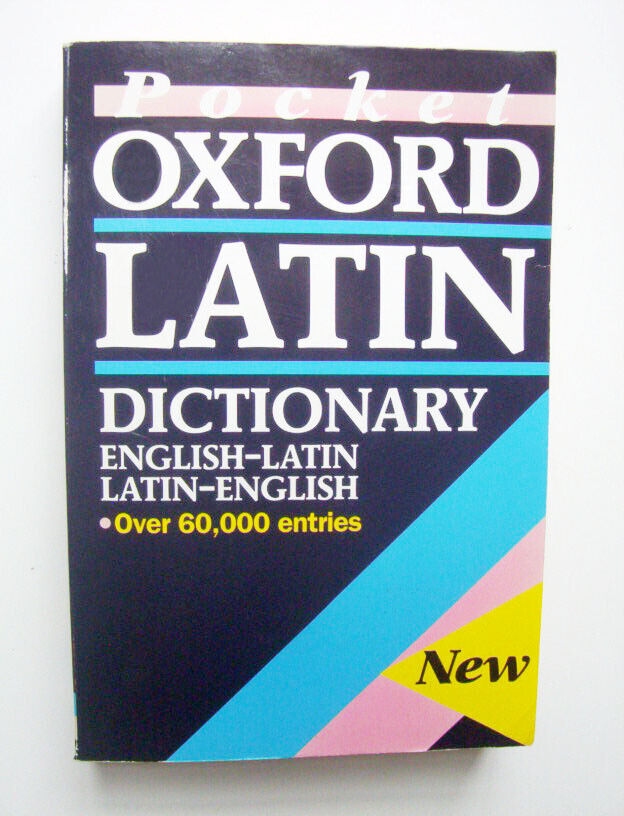 Pocket
OXFORD
LATIN
DICTIONARY
ENGLISH–LATIN
LATIN–ENGLISH
• Over 60,000 entries
New